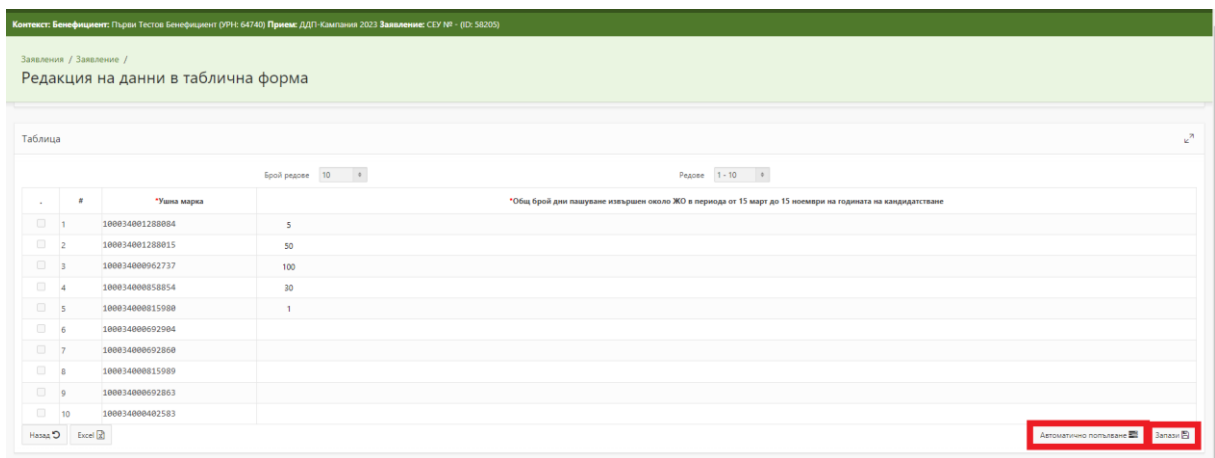 Контекст: Бенефициент: Първи Тестов Бенефициент (УРН: 64740) Прием: ДДП-Кампания 2023 Заявление: СЕУ № - (ID: 58205)
Заявления / Заявление /
Редакция на данни в таблична форма
Таблица
Брой редове 10 Редове 1 - 10
. # *Ушна марка *Общ брой дни пашуване извършен около ЖО в периода от 15 март до 15 ноември на годината на кандидатстване
1 100034001288084 5
2 100034001288015 50
3 100034000962737 100
4 100034000858854 30
5 100034000815980 1
6 100034000692904
7 100034000692860
8 100034000815989
9 100034000692863
10 100034000402583
Назад Excel Автоматично попълване Запази